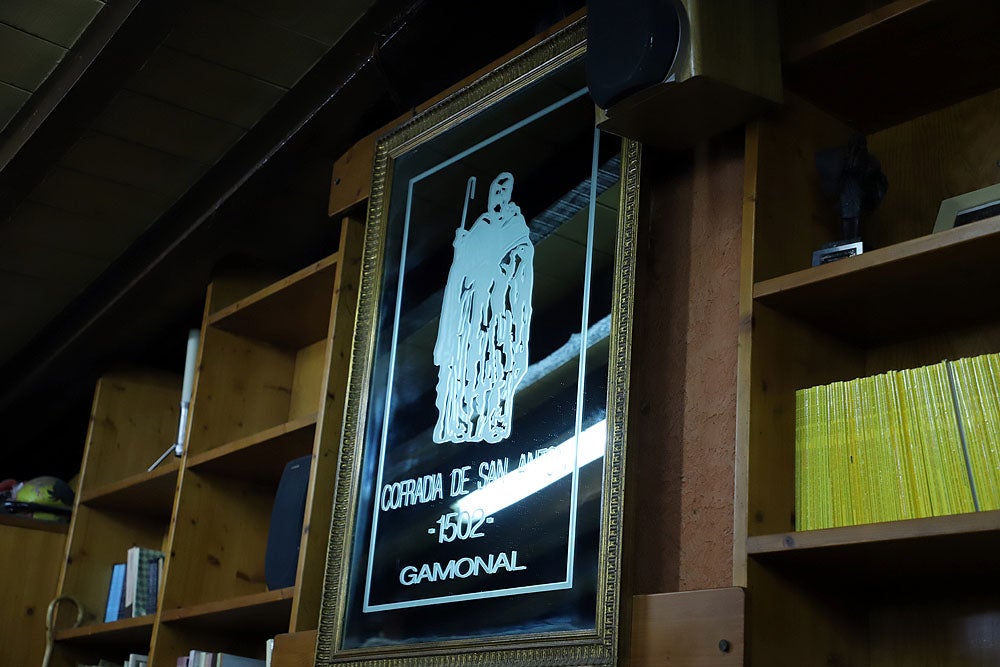 COFRADIA DE SAN
-1502-
GAMONAL